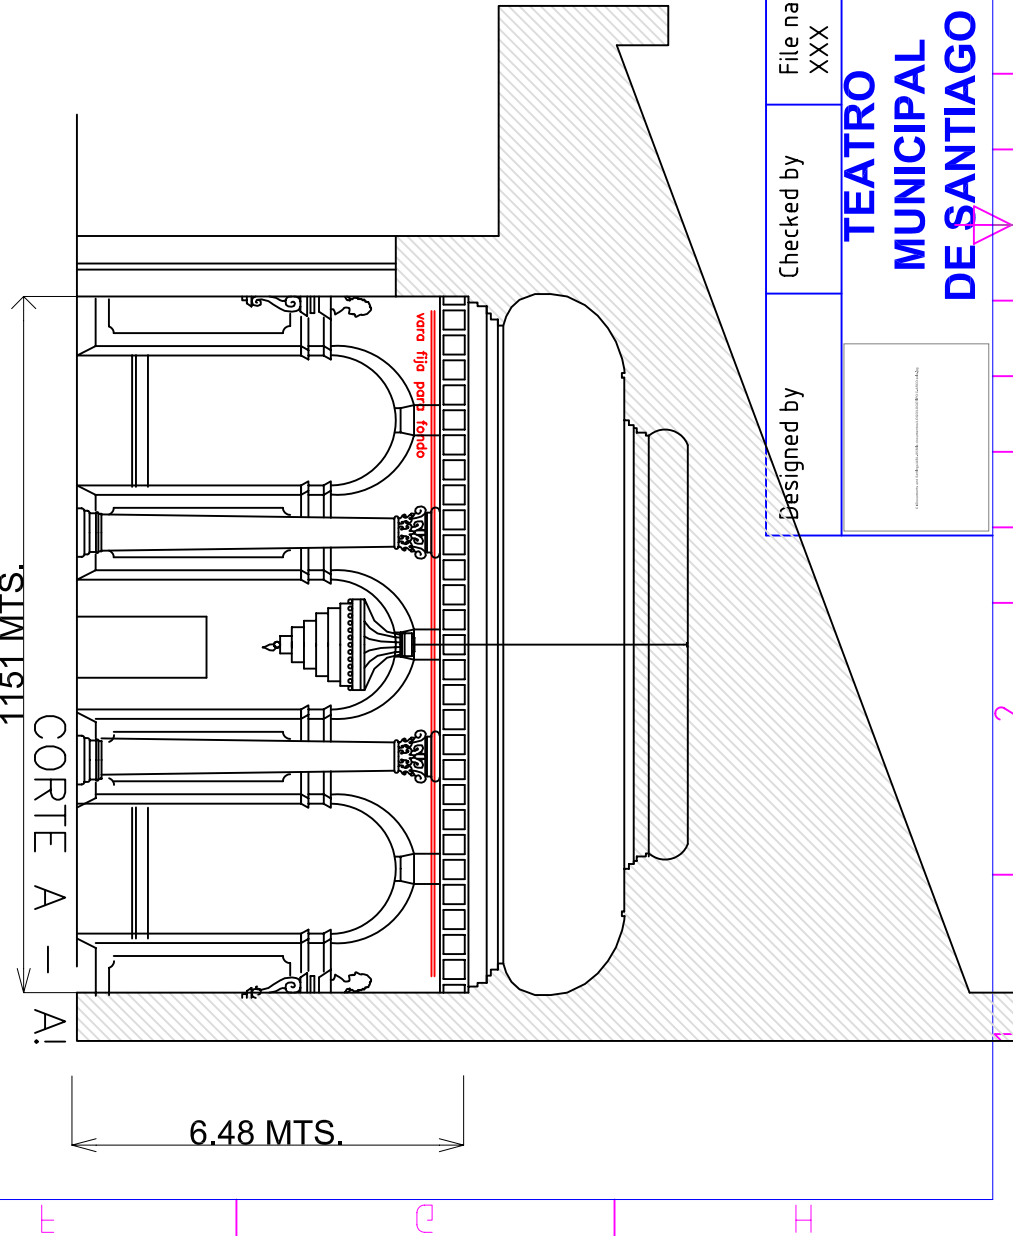 File na
XXX
Checked by
Designed by
TEATRO
MUNICIPAL
DE SANTIAGO
vara fija para fondo
1151 MTS.
CORTE A - A!
6.48 MTS.
2
F
G
H